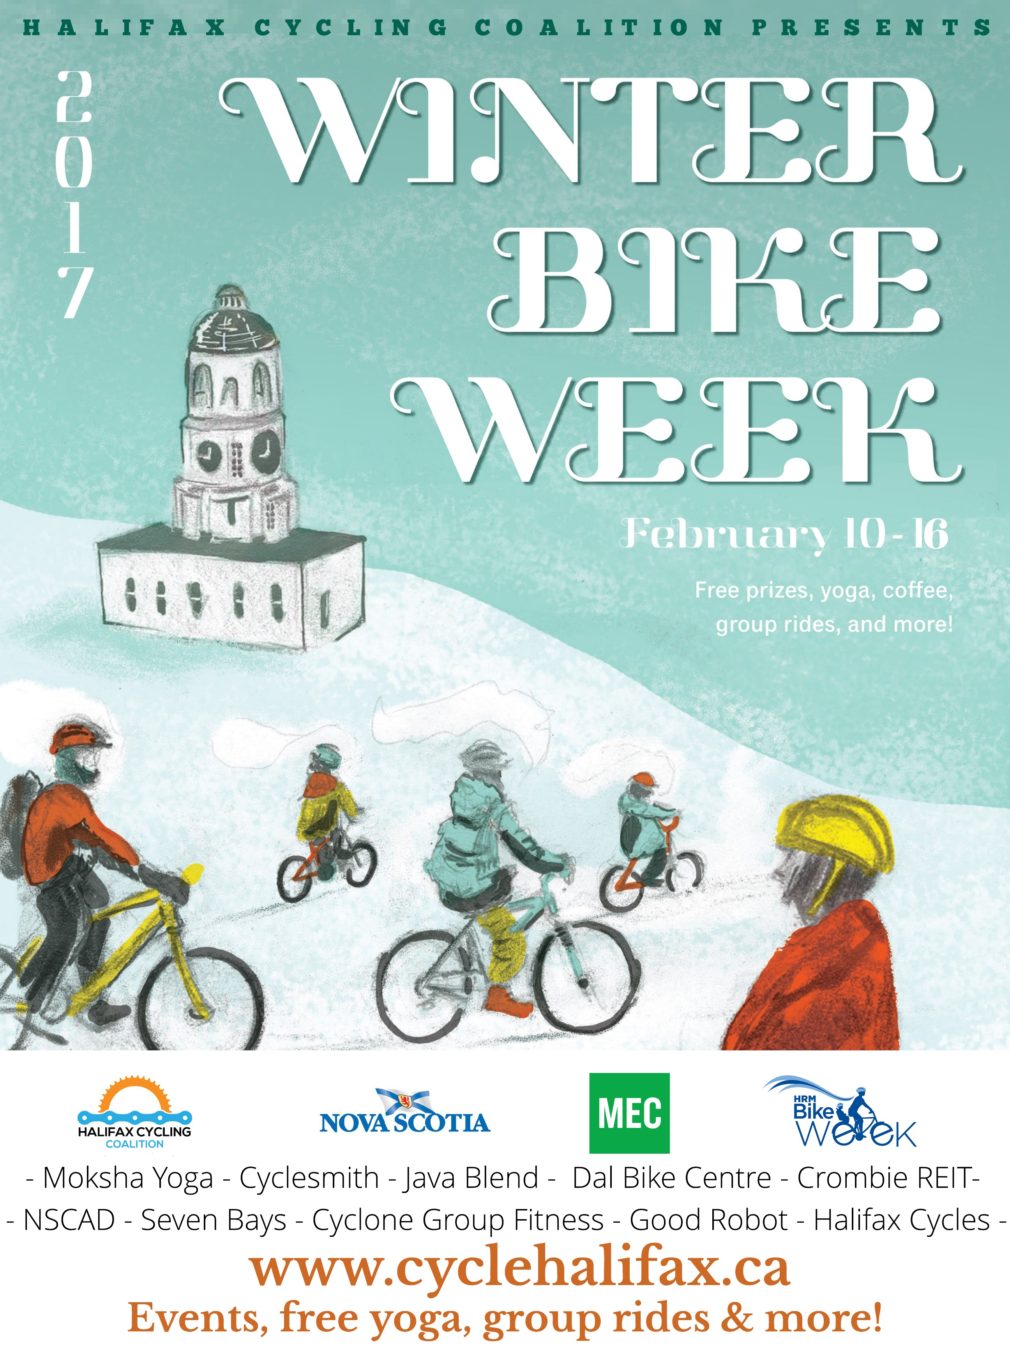 HALIFAX CYCLING COALITION PRESENTS
2017
WINTER
BIKE
WEEK
February 10-16
Free prizes, yoga, coffee,
group rides, and more!
HALIFAX CYCLING
COALITION
NOVA SCOTIA
MEC
HRM
Bike
Week
- Moksha Yoga - Cyclesmith - Java Blend - Dal Bike Centre - Crombie REIT-
- NSCAD - Seven Bays - Cyclone Group Fitness - Good Robot - Halifax Cycles -
www.cyclehalifax.ca
Events, free yoga, group rides & more!